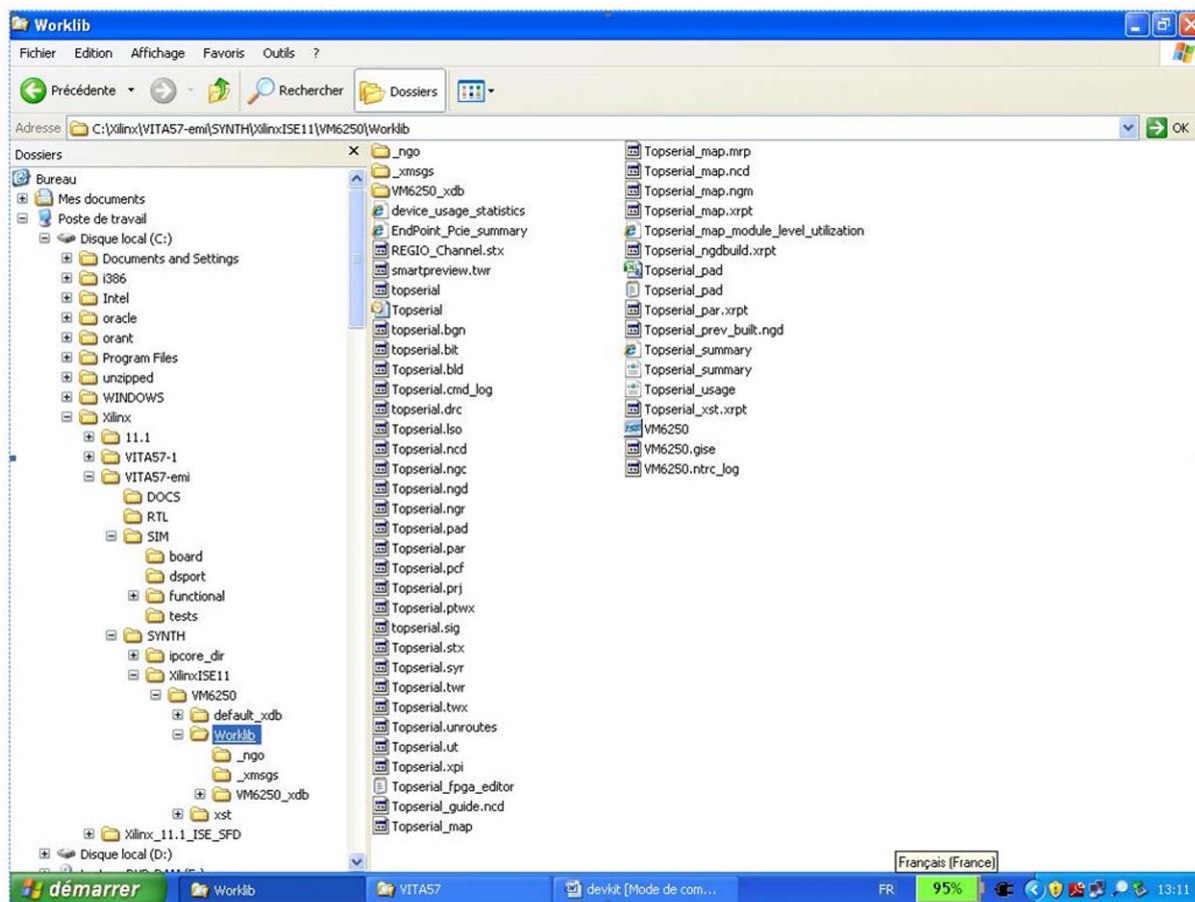 Worklib
Fichier Edition Affichage Favoris Outils ?
Précédente Rechercher Dossiers
Adresse C:\Xilinx\VITA57-emi\SYNTH\XilinxISE11\VM6250\Worklib OK
Dossiers
Bureau
Mes documents
Poste de travail
Disque local (C:)
Documents and Settings
i386
Intel
oracle
orant
Program Files
unzipped
WINDOWS
Xilinx
11.1
VITA57-1
VITA57-emi
DOCS
RTL
SIM
board
dsport
functional
tests
SYNTH
ipcore_dir
XilinxISE11
VM6250
default_xdb
Worklib
_ngo
_xmsgs
VM6250_xdb
xst
Xilinx_11.1_ISE_SFD
Disque local (D:)
_ngo
_xmsgs
VM6250_xdb
device_usage_statistics
EndPoint_Pcie_summary
REGIO_Channel.stx
smartpreview.twr
topserial
Topserial
topserial.bgn
topserial.bit
Topserial.bld
Topserial.cmd_log
topserial.drc
Topserial.lso
Topserial.ncd
Topserial.ngc
Topserial.ngd
Topserial.ngr
Topserial.pad
Topserial.par
Topserial.pcf
Topserial.prj
Topserial.ptwx
topserial.sig
Topserial.stx
Topserial.syr
Topserial.twr
Topserial.twx
Topserial.unroutes
Topserial.ut
Topserial.xpi
Topserial_fpga_editor
Topserial_guide.ncd
Topserial_map
Topserial_map.mrp
Topserial_map.ncd
Topserial_map.ngm
Topserial_map.xrpt
Topserial_map_module_level_utilization
Topserial_ngdbuild.xrpt
Topserial_pad
Topserial_pad
Topserial_par.xrpt
Topserial_prev_built.ngd
Topserial_summary
Topserial_summary
Topserial_usage
Topserial_xst.xrpt
VM6250
VM6250.gise
VM6250.ntrc_log
Français (France)
démarrer Worklib VITA57 devkit [Mode de com... FR 95% 13:11